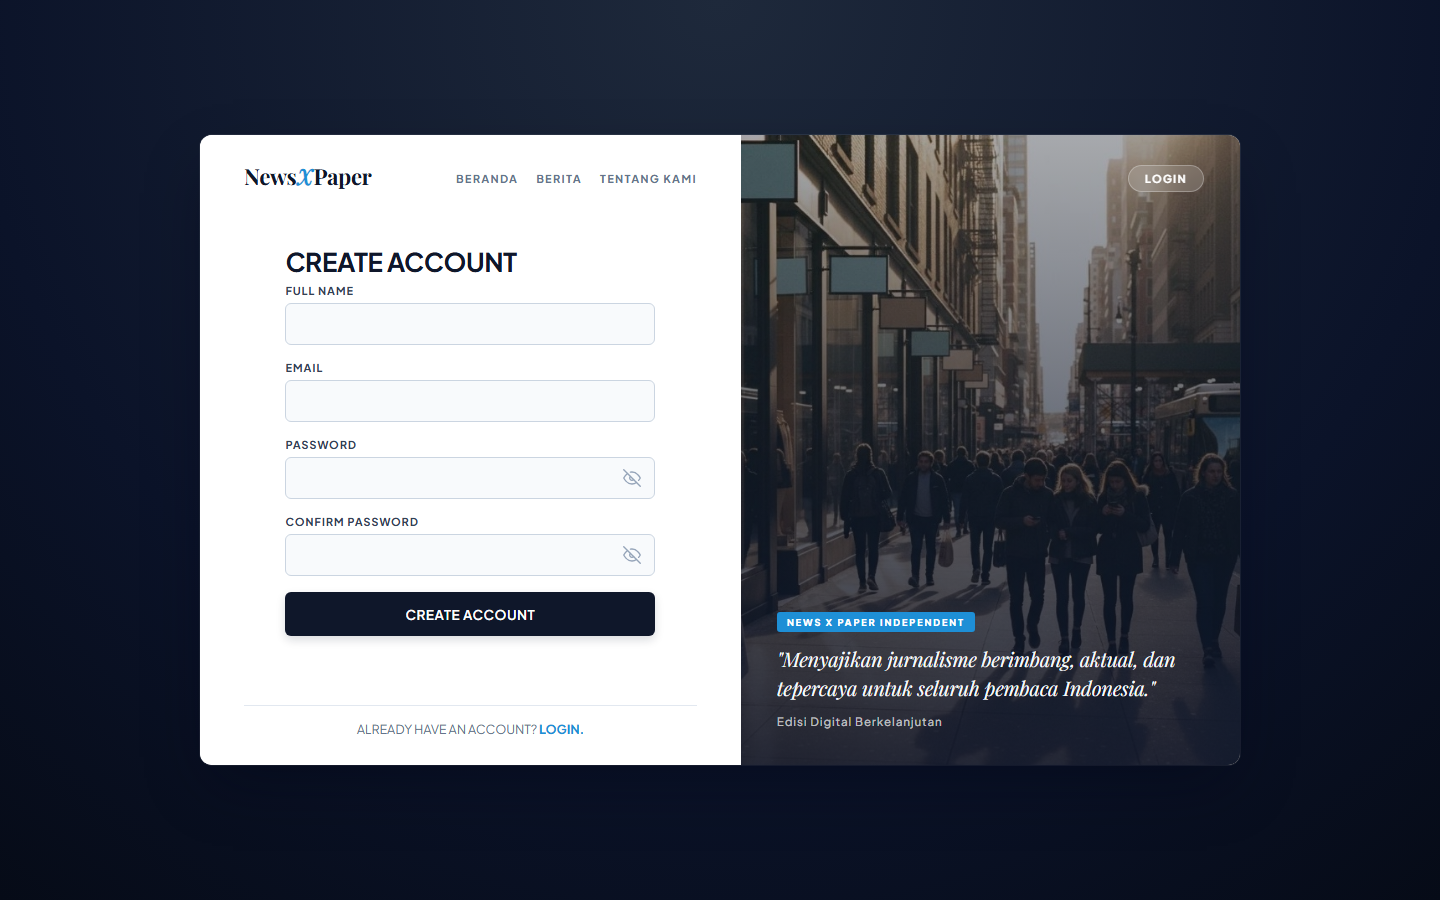 NewsXPaper
BERANDA BERITA TENTANG KAMI
LOGIN
CREATE ACCOUNT
FULL NAME
EMAIL
PASSWORD
CONFIRM PASSWORD
CREATE ACCOUNT
ALREADY HAVE AN ACCOUNT? LOGIN.
NEWS X PAPER INDEPENDENT
"Menyajikan jurnalisme berimbang, aktual, dan
tepercaya untuk seluruh pembaca Indonesia."
Edisi Digital Berkelanjutan